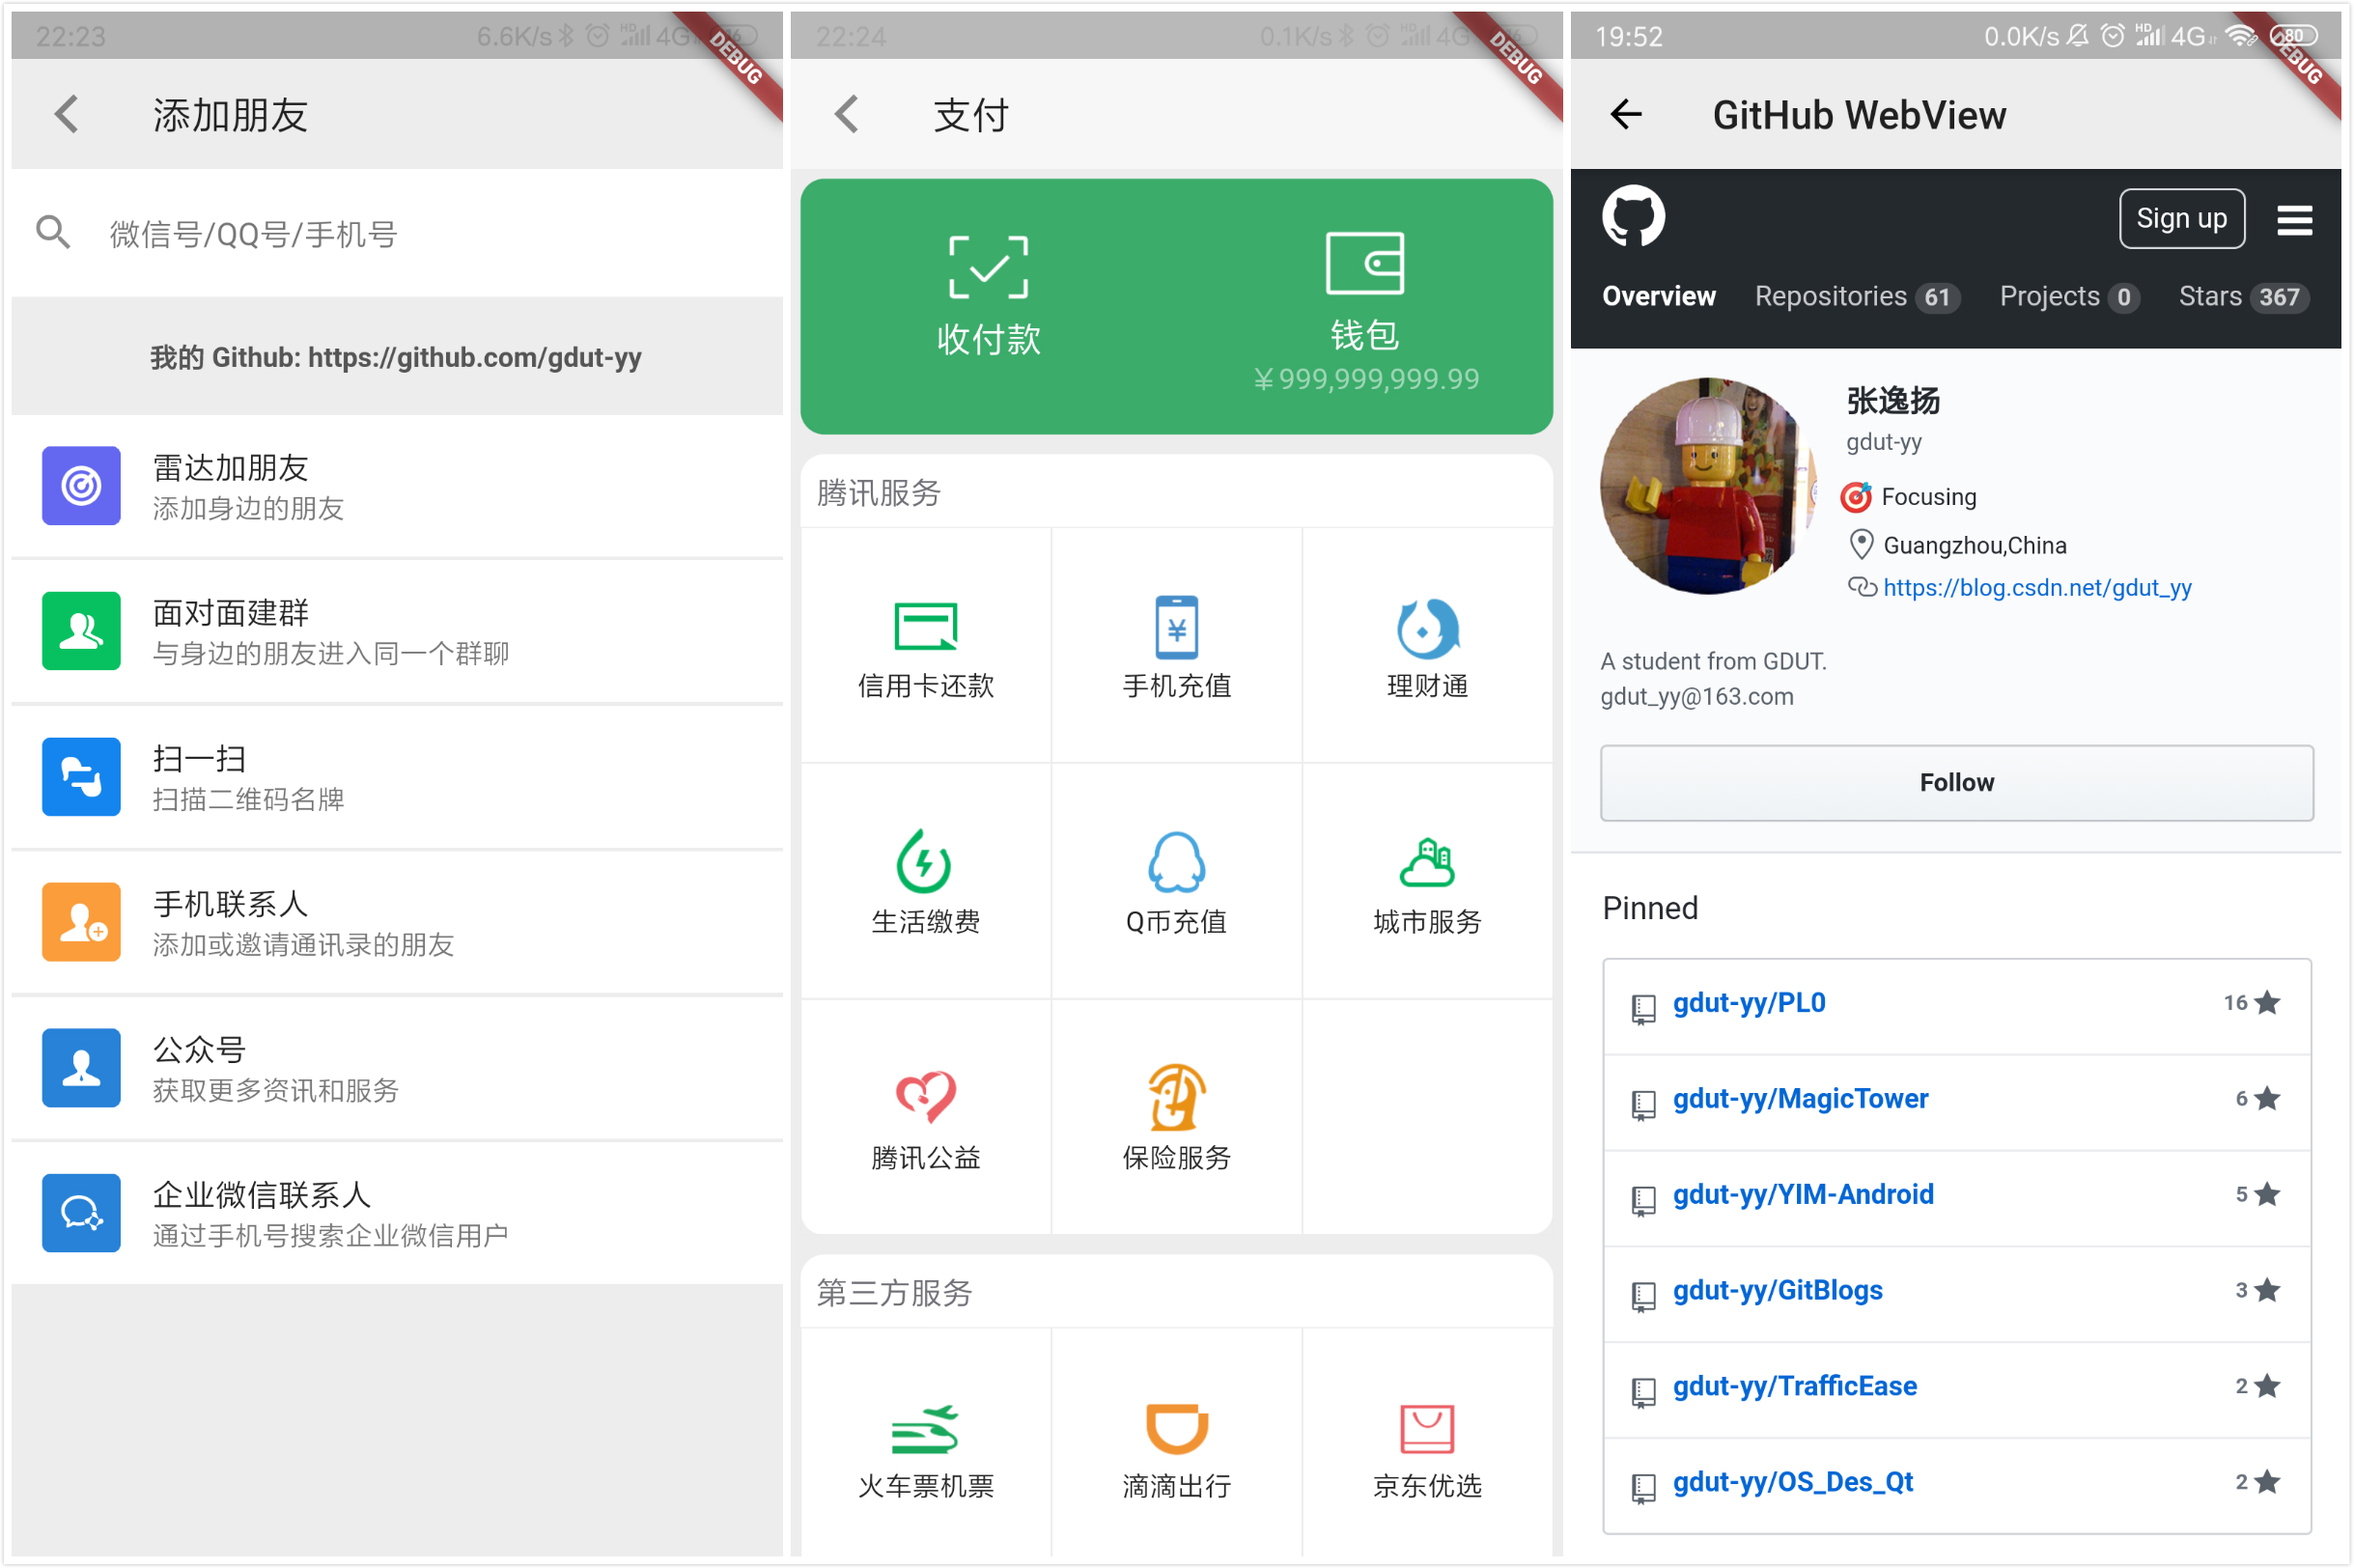 22:23
6.6K/s HD 4G
DEBUG
添加朋友
微信号/QQ号/手机号
我的 Github: https://github.com/gdut-yy
雷达加朋友
添加身边的朋友
面对面建群
与身边的朋友进入同一个群聊
扫一扫
扫描二维码名牌
手机联系人
添加或邀请通讯录的朋友
公众号
获取更多资讯和服务
企业微信联系人
通过手机号搜索企业微信用户
22:24
0.1K/s HD 4G
DEBUG
支付
收付款
钱包
¥999,999,999.99
腾讯服务
信用卡还款
手机充值
理财通
生活缴费
Q币充值
城市服务
腾讯公益
保险服务
第三方服务
火车票机票
滴滴出行
京东优选
19:52
0.0K/s HD 4G 80
DEBUG
GitHub WebView
Sign up
Overview Repositories 61 Projects 0 Stars 367
张逸扬
gdut-yy
Focusing
Guangzhou,China
https://blog.csdn.net/gdut_yy
A student from GDUT.
gdut_yy@163.com
Follow
Pinned
gdut-yy/PL0 16
gdut-yy/MagicTower 6
gdut-yy/YIM-Android 5
gdut-yy/GitBlogs 3
gdut-yy/TrafficEase 2
gdut-yy/OS_Des_Qt 2